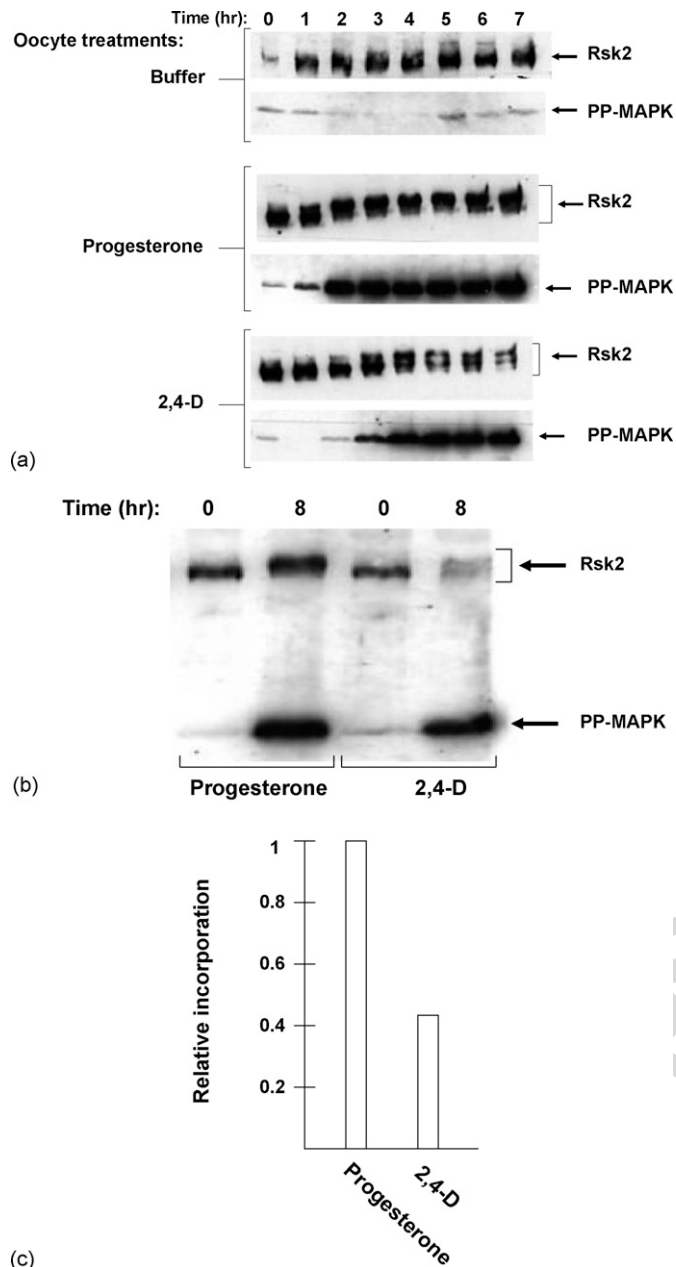 Time (hr): 0 1 2 3 4 5 6 7
Oocyte treatments:
Buffer
Rsk2
PP-MAPK
Progesterone
Rsk2
PP-MAPK
2,4-D
Rsk2
PP-MAPK
(a)
Time (hr): 0 8 0 8
Rsk2
PP-MAPK
Progesterone 2,4-D
(b)
Relative incorporation
1
0.8
0.6
0.4
0.2
Progesterone
2,4-D
(c)